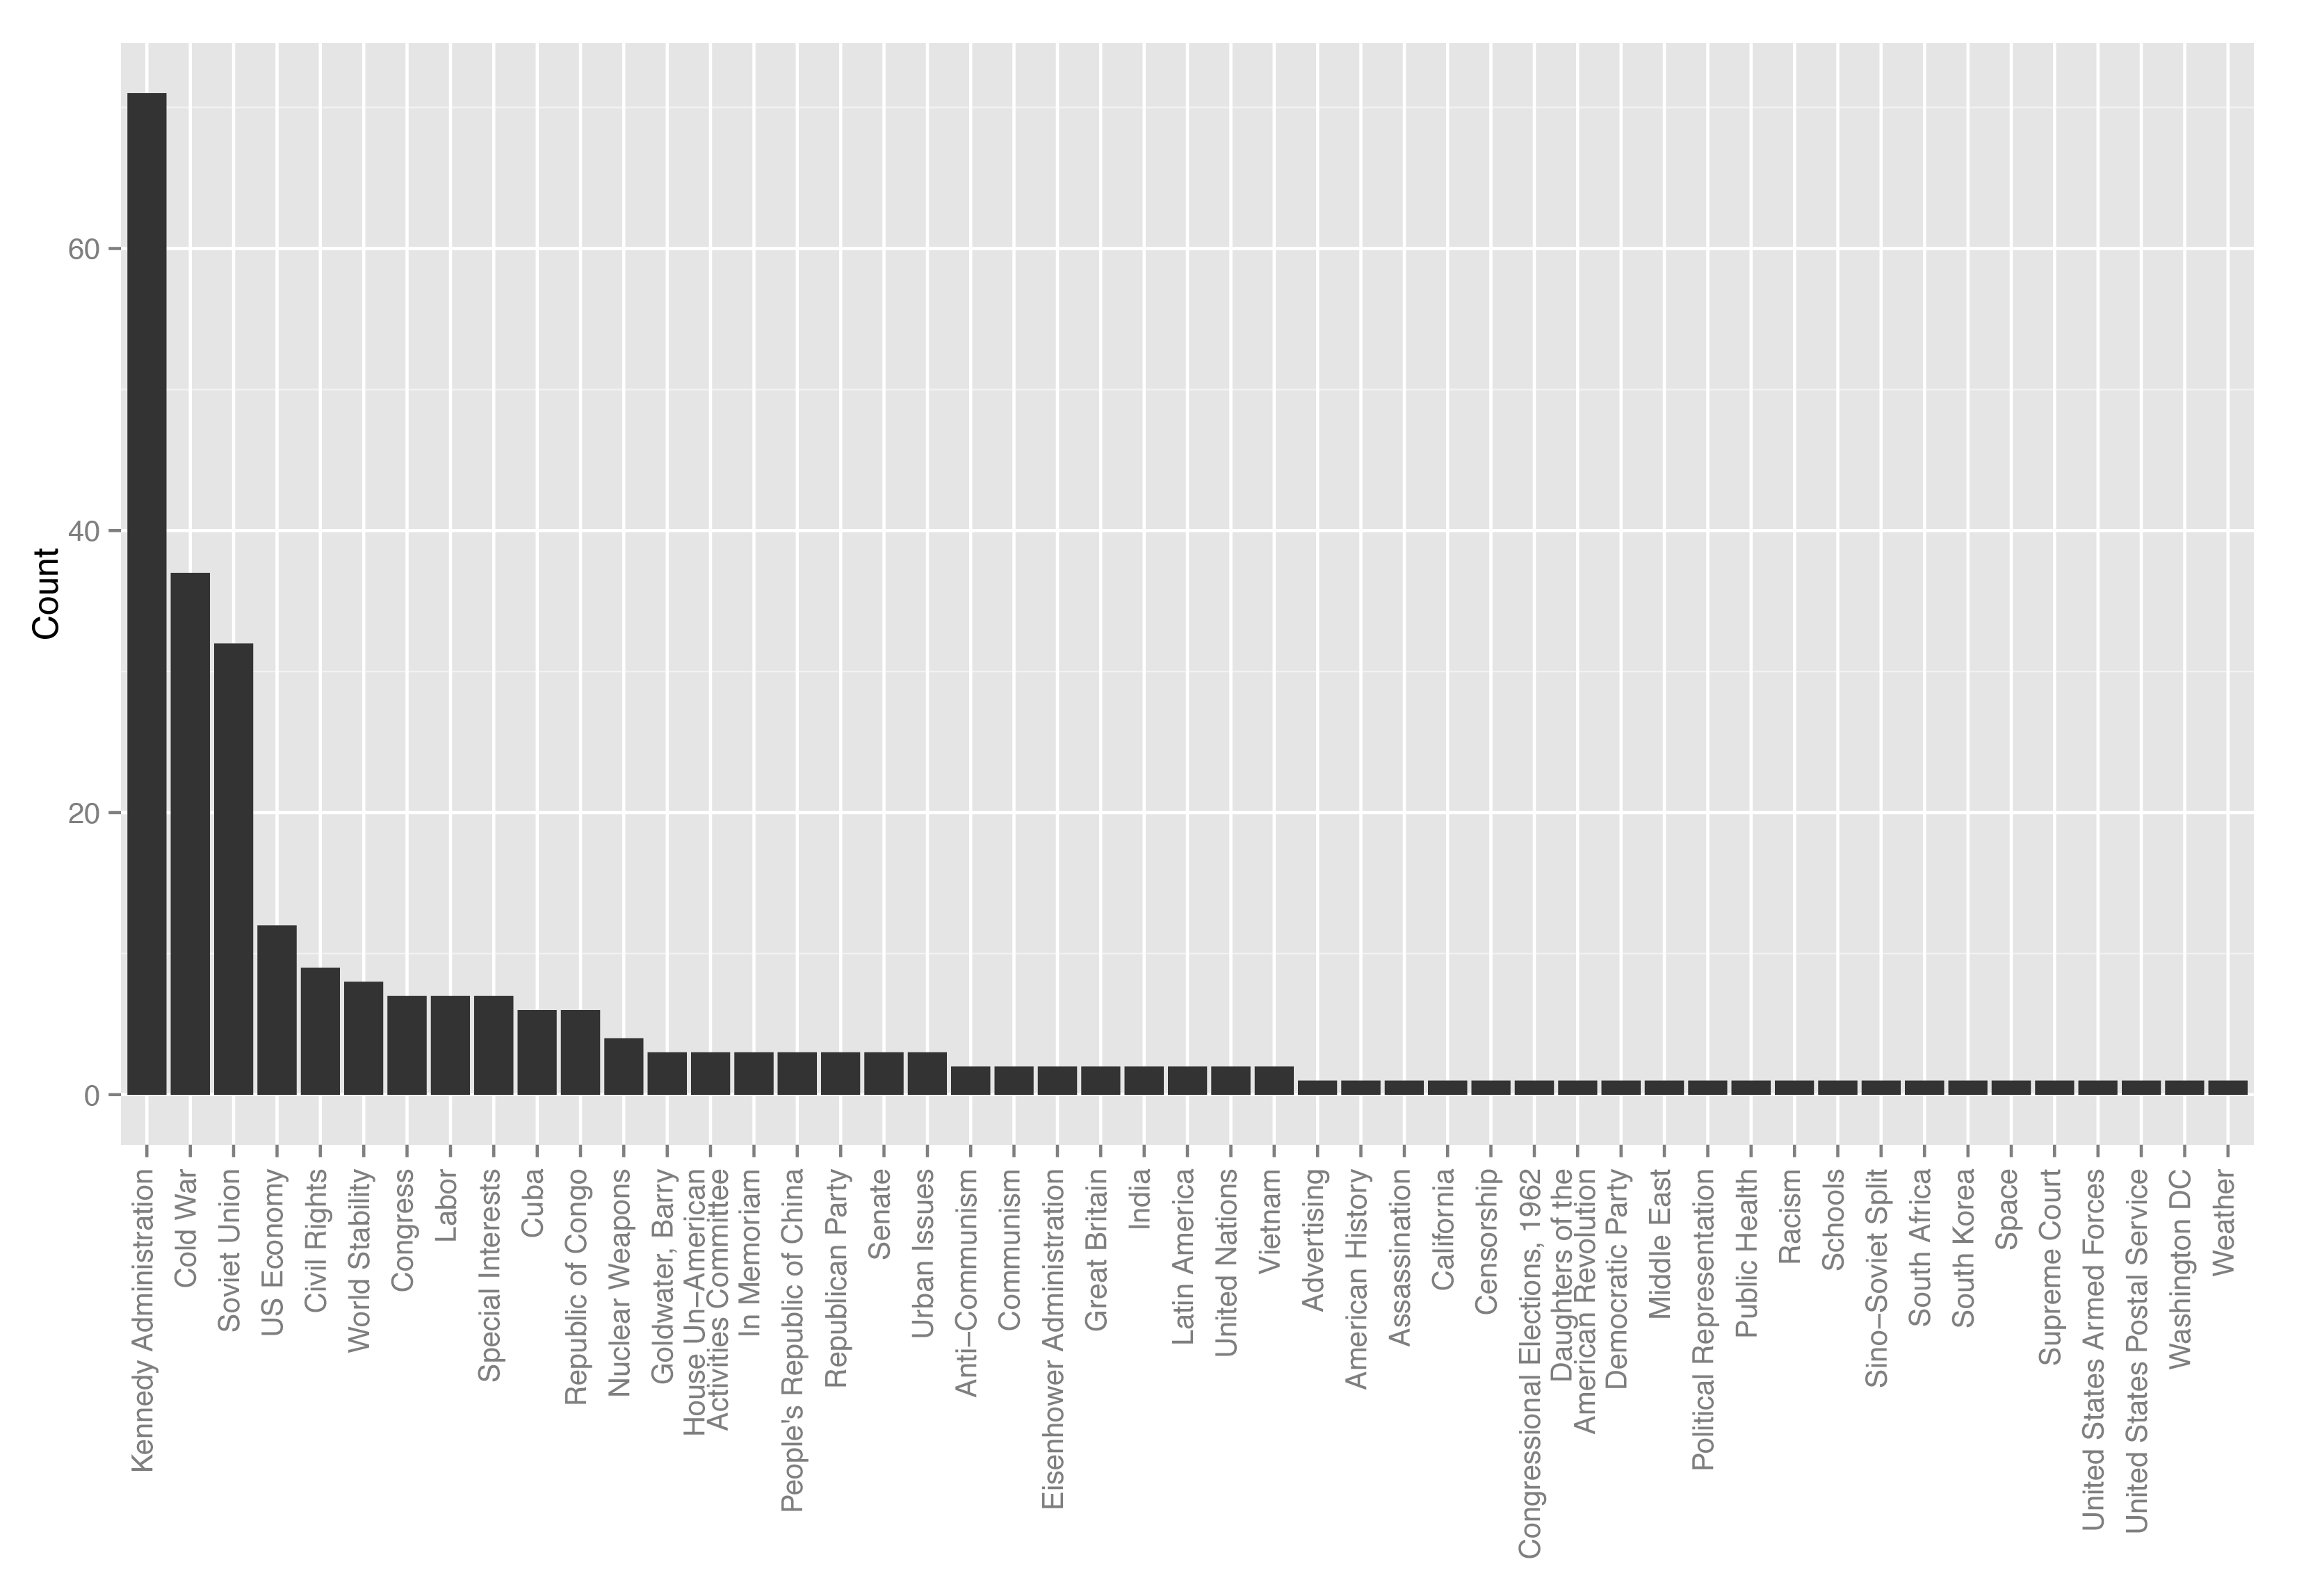 Count
60
40
20
0
Kennedy Administration
Cold War
Soviet Union
US Economy
Civil Rights
World Stability
Congress
Labor
Special Interests
Cuba
Republic of Congo
Nuclear Weapons
Goldwater, Barry
House Un−American
Activities Committee
In Memoriam
People's Republic of China
Republican Party
Senate
Urban Issues
Anti−Communism
Communism
Eisenhower Administration
Great Britain
India
Latin America
United Nations
Vietnam
Advertising
American History
Assassination
California
Censorship
Congressional Elections, 1962
Daughters of the
American Revolution
Democratic Party
Middle East
Political Representation
Public Health
Racism
Schools
Sino−Soviet Split
South Africa
South Korea
Space
Supreme Court
United States Armed Forces
United States Postal Service
Washington DC
Weather